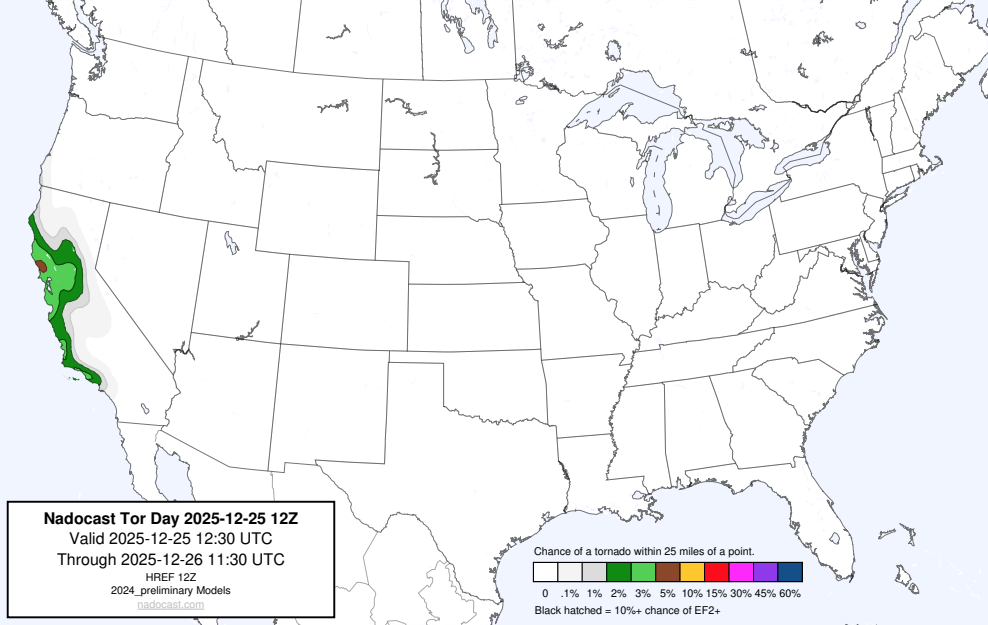 Nadocast Tor Day 2025-12-25 12Z
Valid 2025-12-25 12:30 UTC
Through 2025-12-26 11:30 UTC
HREF 12Z
2024_preliminary Models
nadocast.com
Chance of a tornado within 25 miles of a point.
0 .1% 1% 2% 3% 5% 10% 15% 30% 45% 60%
Black hatched = 10%+ chance of EF2+